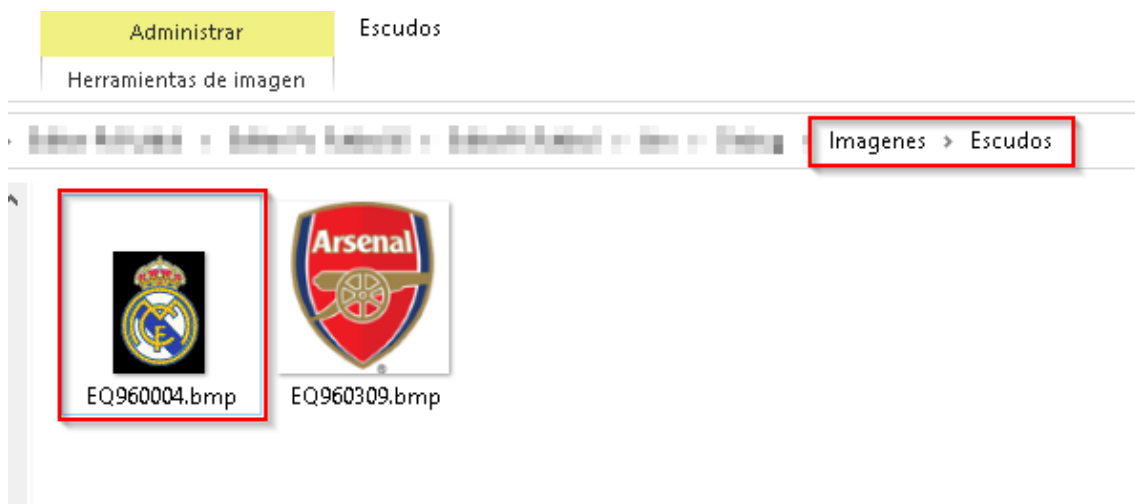 Administrar
Escudos
Herramientas de imagen
Imagenes > Escudos
Arsenal
EQ960004.bmp
EQ960309.bmp